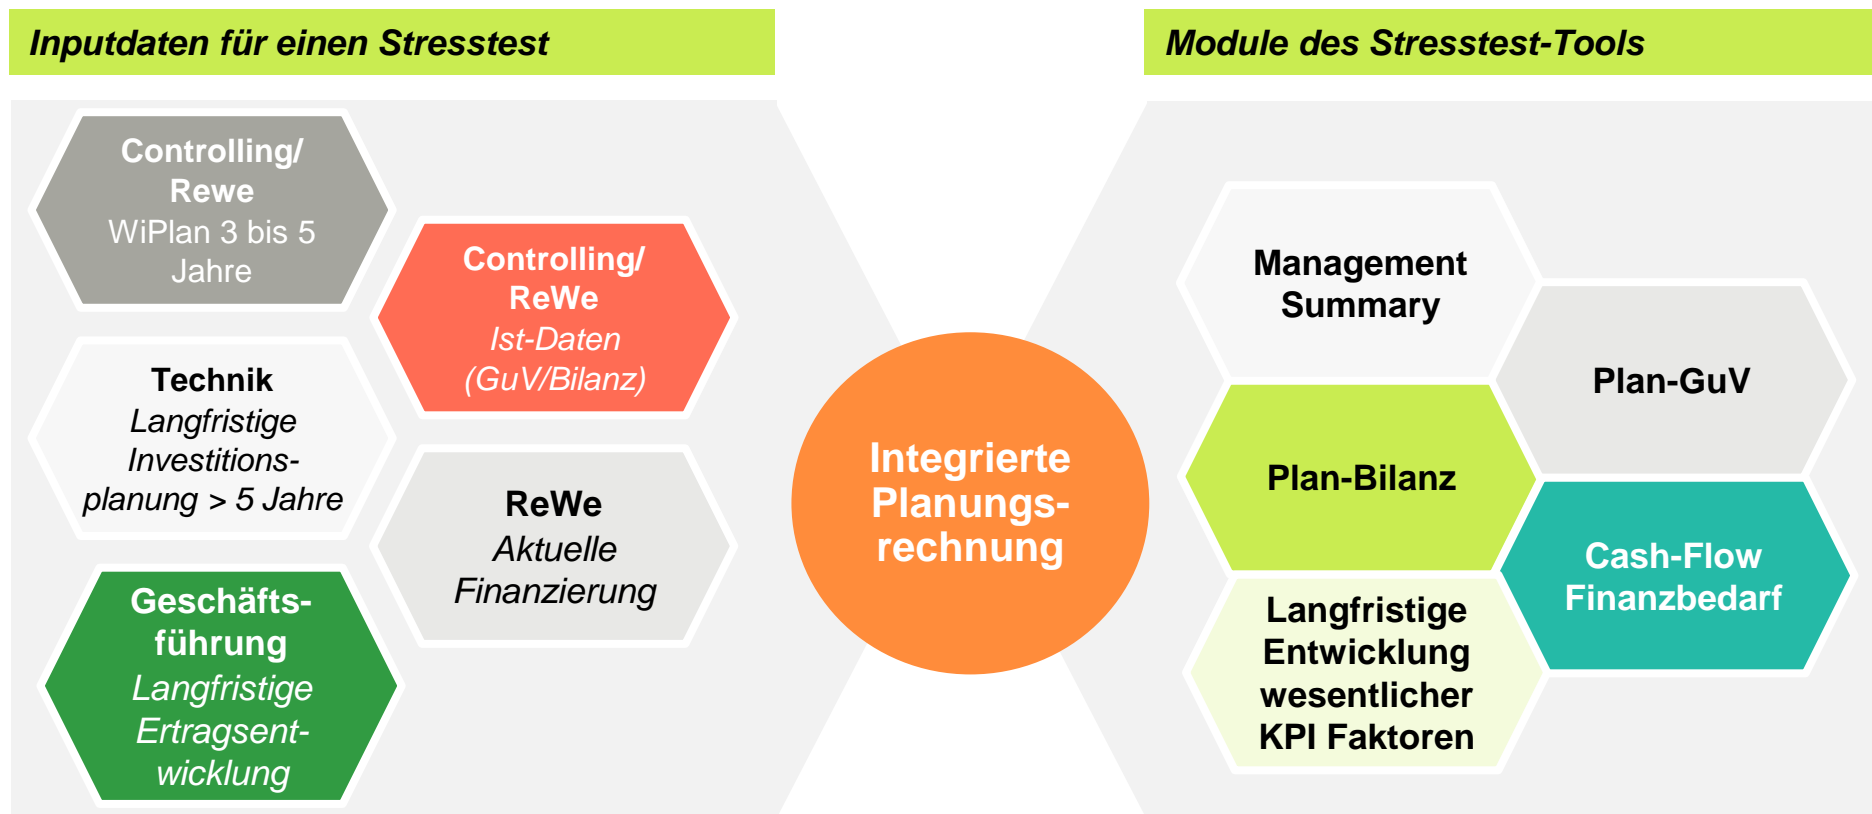 Inputdaten für einen Stresstest
Controlling/
Rewe
WiPlan 3 bis 5
Jahre
Controlling/
ReWe
Ist-Daten
(GuV/Bilanz)
Technik
Langfristige
Investitions-
planung > 5 Jahre
ReWe
Aktuelle
Finanzierung
Geschäfts-
führung
Langfristige
Ertragsent-
wicklung
Integrierte
Planungs-
rechnung
Module des Stresstest-Tools
Management
Summary
Plan-GuV
Plan-Bilanz
Cash-Flow
Finanzbedarf
Langfristige
Entwicklung
wesentlicher
KPI Faktoren